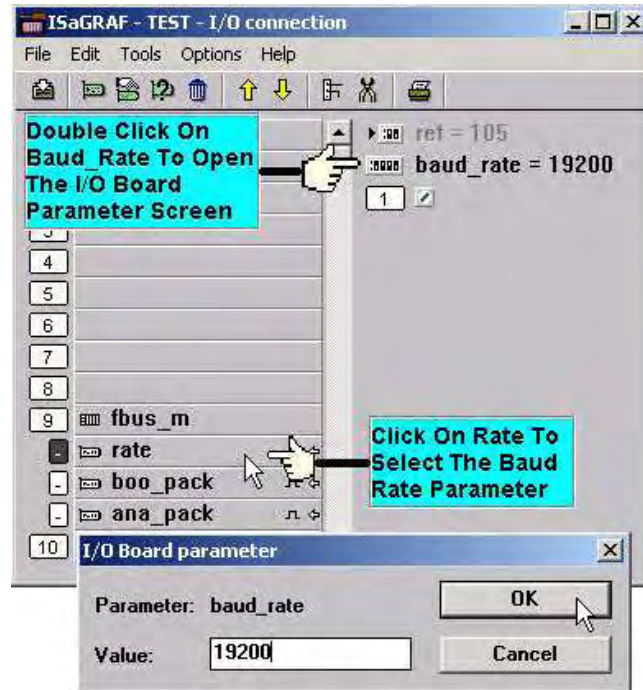 ISaGRAF - TEST - I/O connection
File Edit Tools Options Help
Double Click On
Baud_Rate To Open
The I/O Board
Parameter Screen
ref = 105
baud_rate = 19200
1
4
5
6
7
8
9 fbus_m
rate
boo_pack
ana_pack
10
Click On Rate To
Select The Baud
Rate Parameter
I/O Board parameter
Parameter: baud_rate
OK
Value: 19200
Cancel